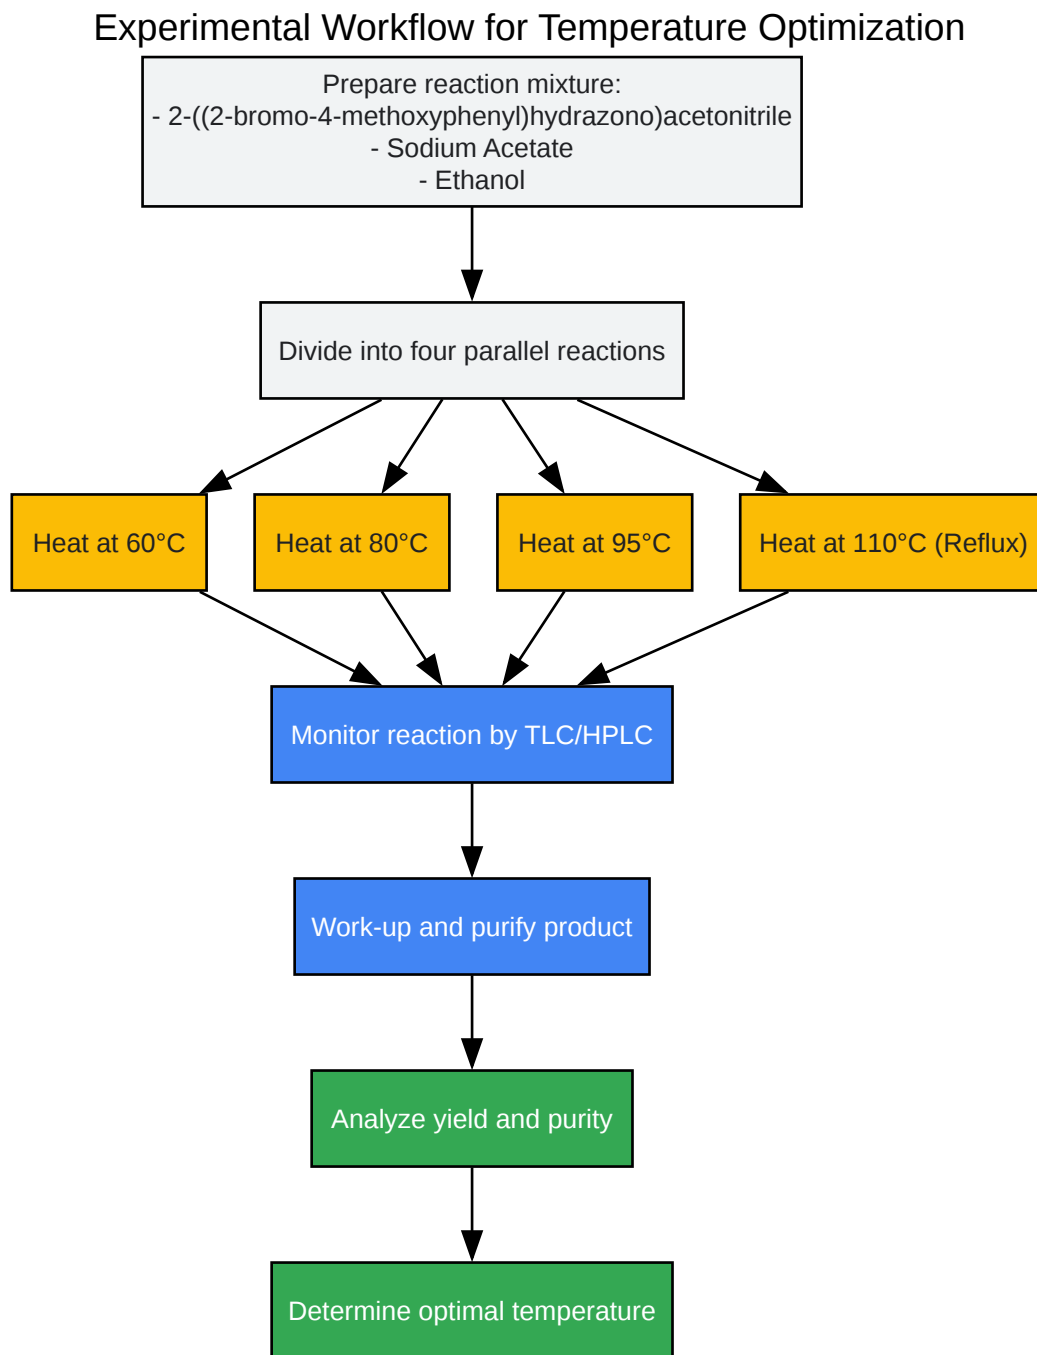 Experimental Workflow for Temperature Optimization
Prepare reaction mixture:
- 2-((2-bromo-4-methoxyphenyl)hydrazono)acetonitrile
- Sodium Acetate
- Ethanol
Divide into four parallel reactions
Heat at 60°C
Heat at 80°C
Heat at 95°C
Heat at 110°C (Reflux)
Monitor reaction by TLC/HPLC
Work-up and purify product
Analyze yield and purity
Determine optimal temperature